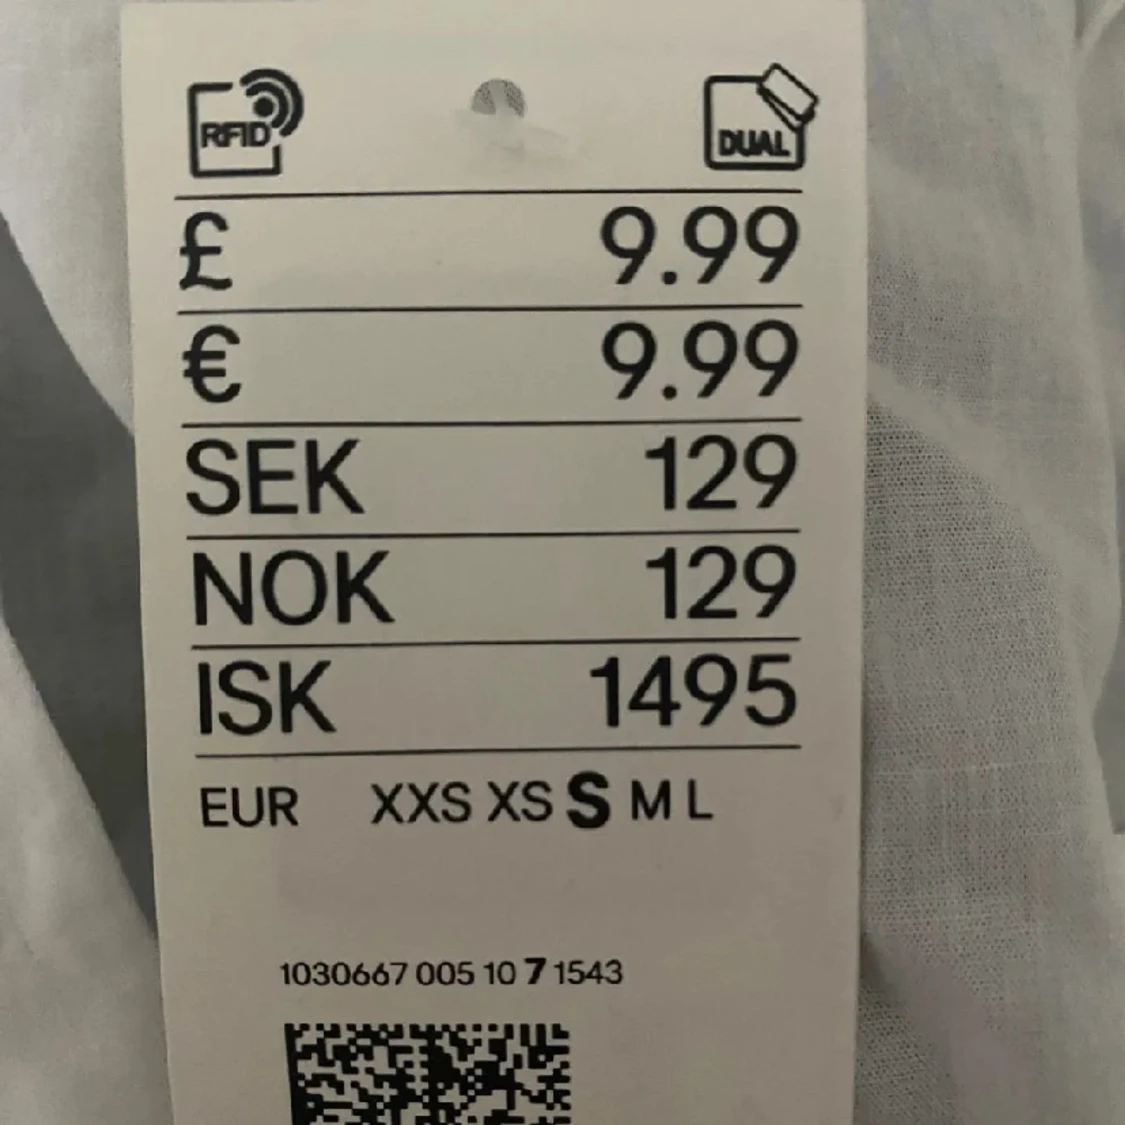 RFID DUAL
£ 9.99
€ 9.99
SEK 129
NOK 129
ISK 1495
EUR XXS XS S M L
1030667 005 10 7 1543